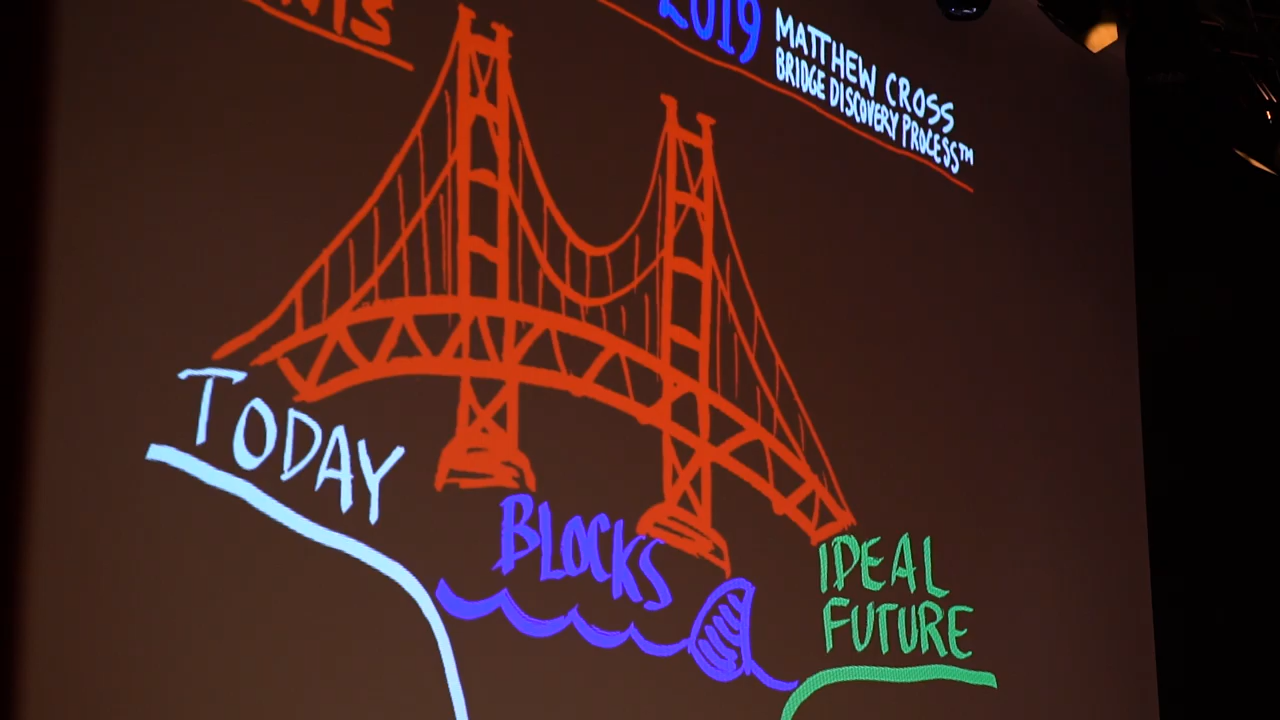 2019
MATTHEW CROSS
BRIDGE DISCOVERY PROCESS™
TODAY
BLOCKS
IDEAL
FUTURE